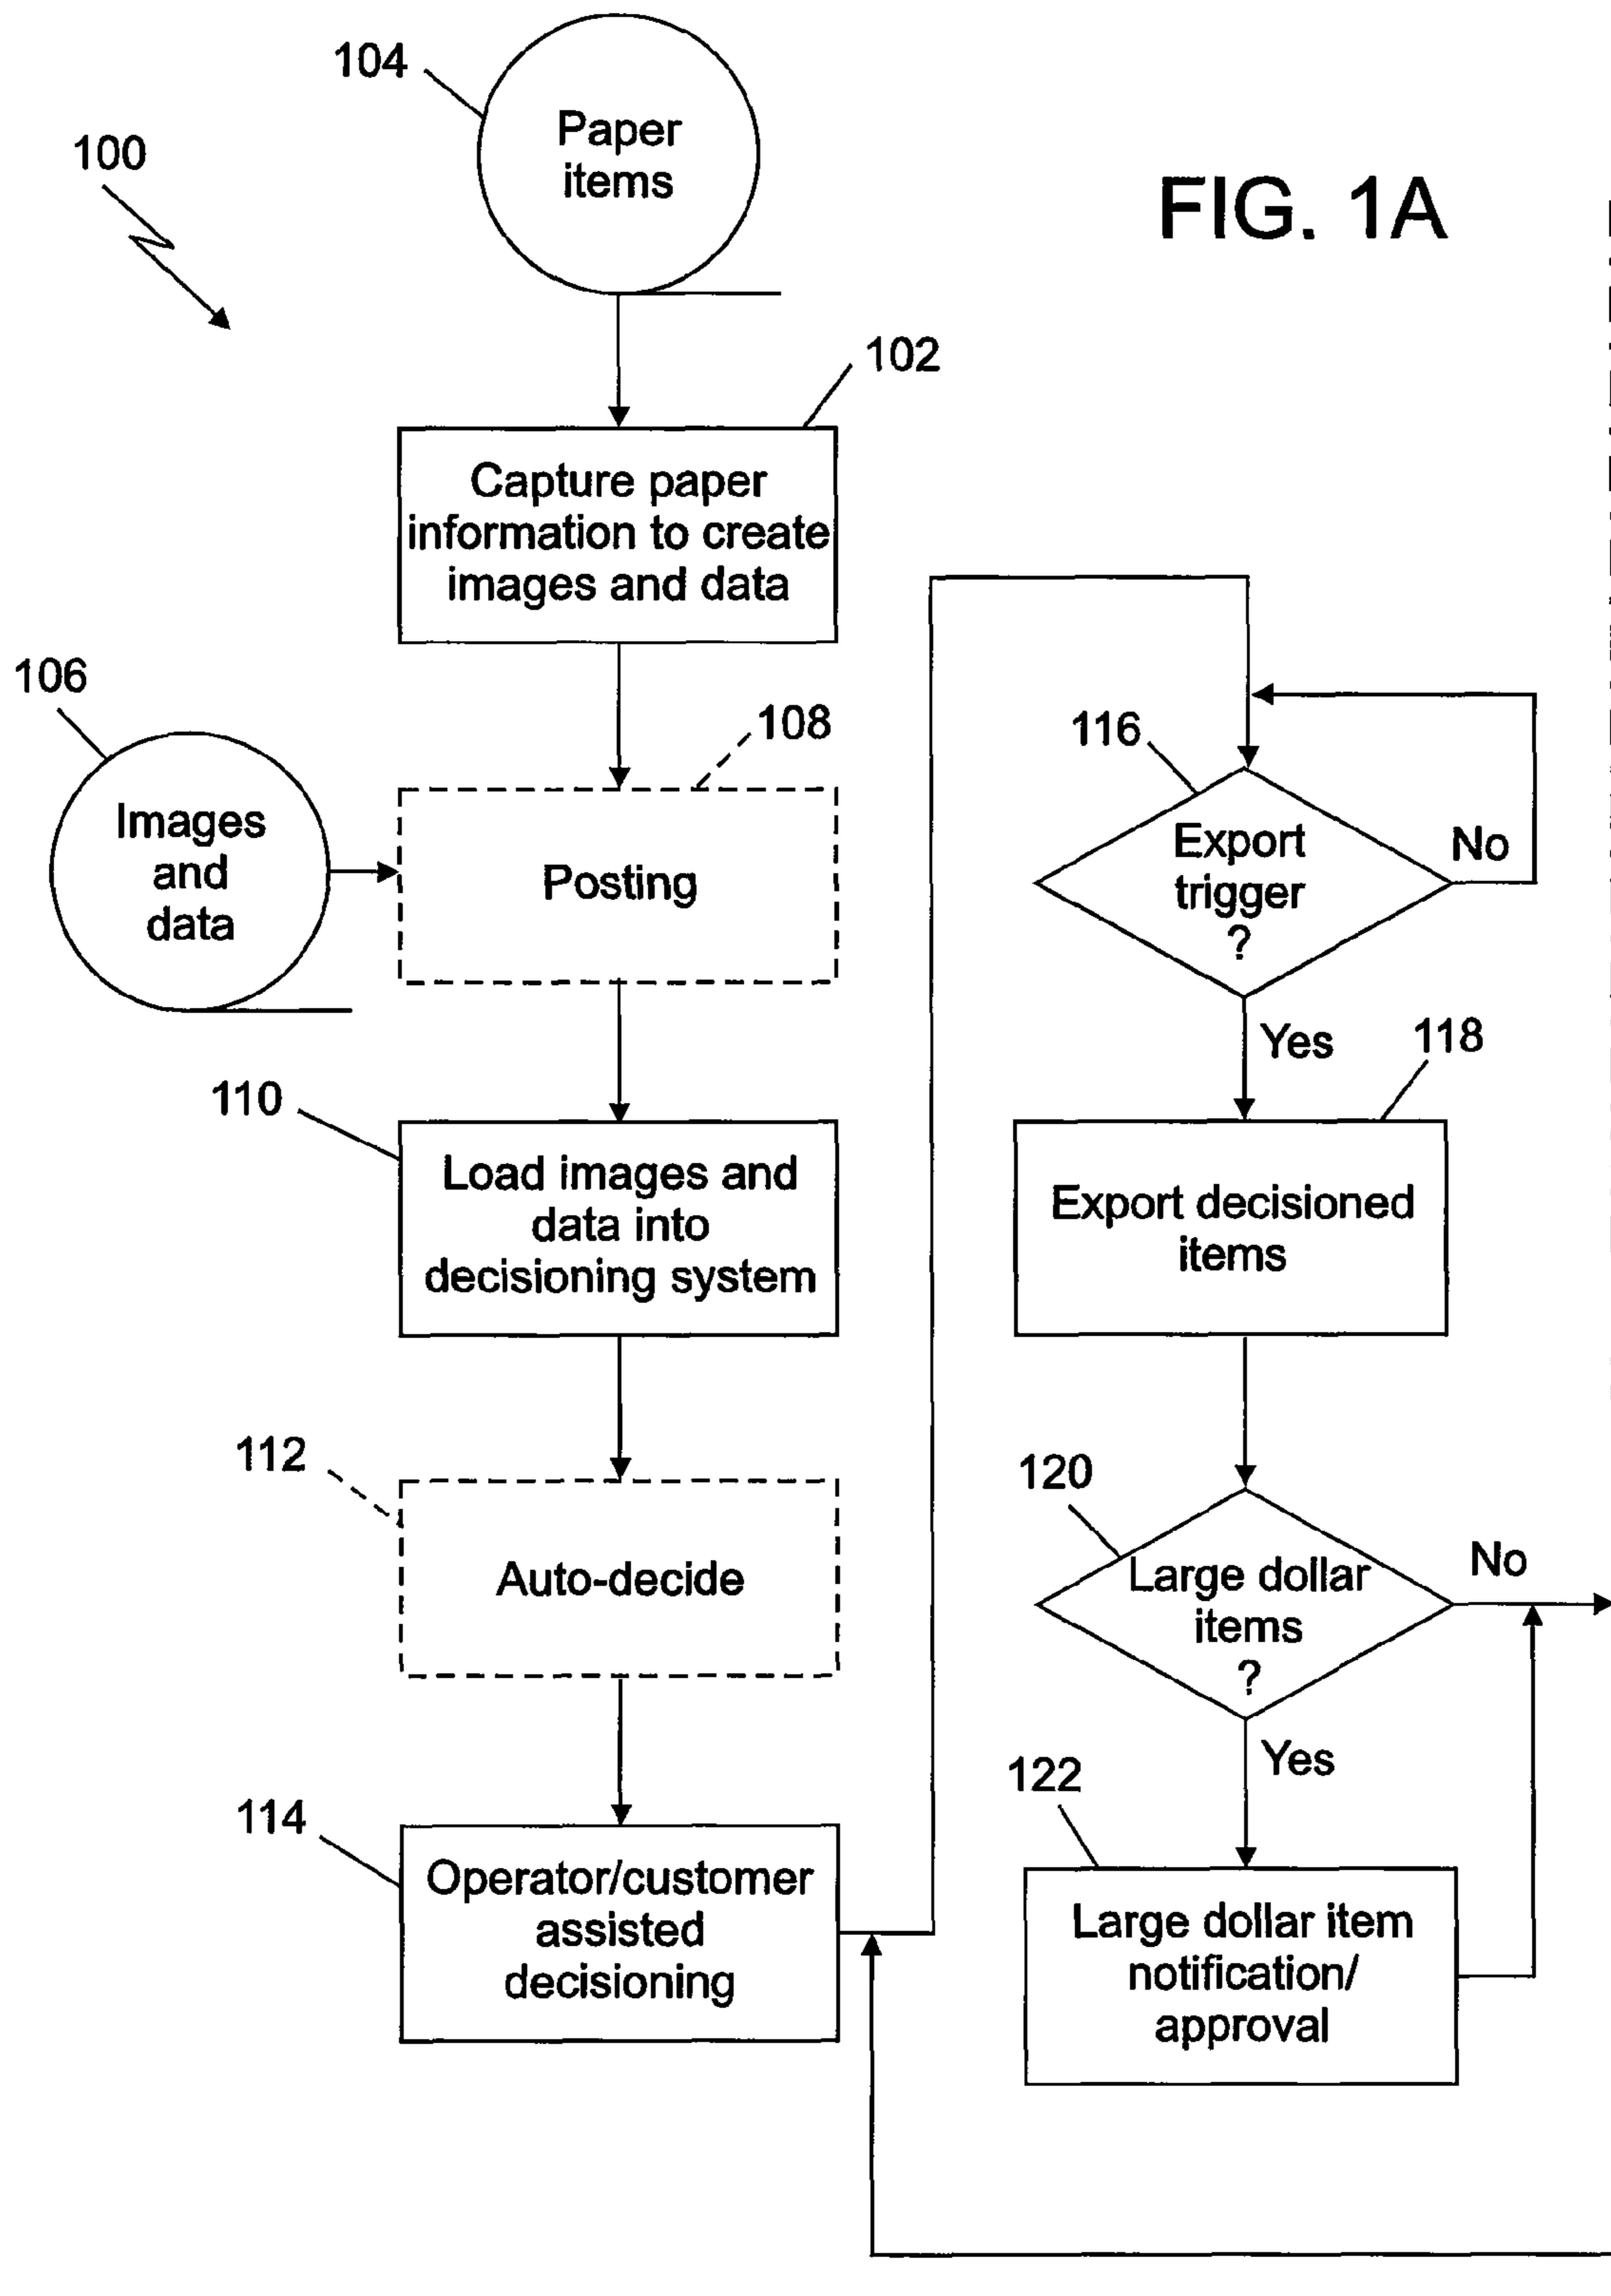 104
Paper
items
100
FIG. 1A
102
Capture paper
information to create
images and data
106
Images
and
data
108
Posting
110
Load images and
data into
decisioning system
112
Auto-decide
114
Operator/customer
assisted
decisioning
116
Export
trigger
?
No
Yes
118
Export decisioned
items
120
Large dollar
items
?
No
Yes
122
Large dollar item
notification/
approval